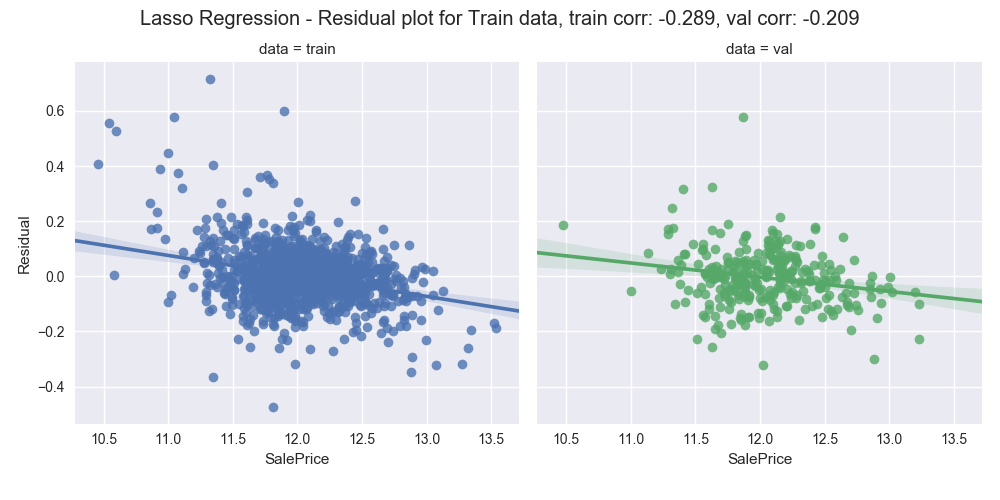 Lasso Regression - Residual plot for Train data, train corr: -0.289, val corr: -0.209
data = train
data = val
Residual
0.6
0.4
0.2
0.0
−0.2
−0.4
10.5 11.0 11.5 12.0 12.5 13.0 13.5
10.5 11.0 11.5 12.0 12.5 13.0 13.5
SalePrice
SalePrice